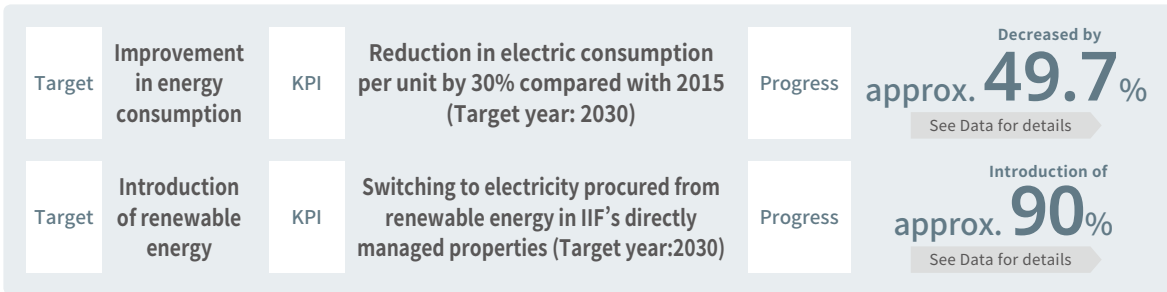 Target
Improvement
in energy
consumption
KPI
Reduction in electric consumption
per unit by 30% compared with 2015
(Target year: 2030)
Progress
Decreased by
approx. 49.7%
See Data for details
Target
Introduction
of renewable
energy
KPI
Switching to electricity procured from
renewable energy in IIF’s directly
managed properties (Target year:2030)
Progress
Introduction of
approx. 90%
See Data for details